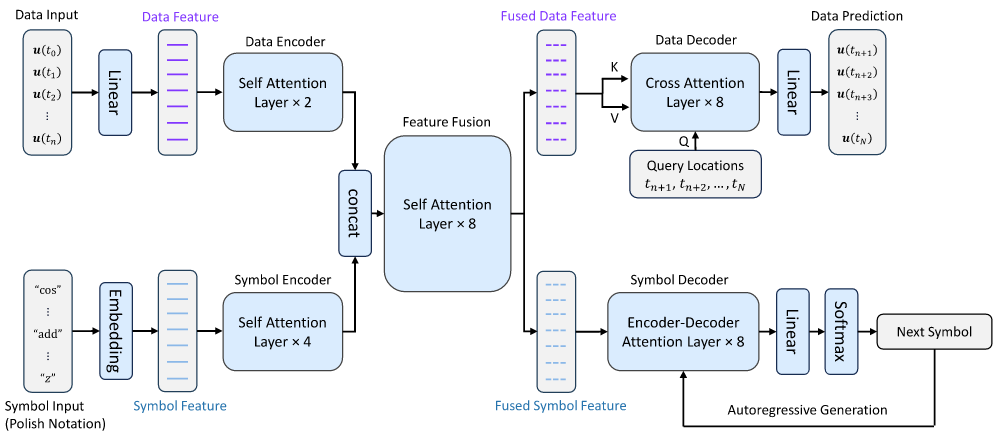 Data Input
Data Feature
Fused Data Feature
Data Prediction
Data Encoder
Data Decoder
u(t₀)
u(t₁)
u(t₂)
⋮
u(tₙ)
Linear
Self Attention
Layer × 2
K
V
Q
Cross Attention
Layer × 8
Linear
u(tₙ₊₁)
u(tₙ₊₂)
u(tₙ₊₃)
⋮
u(t_N)
Query Locations
tₙ₊₁, tₙ₊₂, …, t_N
Feature Fusion
concat
Self Attention
Layer × 8
Symbol Encoder
Symbol Decoder
“cos”
⋮
“add”
⋮
“z”
Embedding
Self Attention
Layer × 4
Encoder-Decoder
Attention Layer × 8
Linear
Softmax
Next Symbol
Symbol Input
(Polish Notation)
Symbol Feature
Fused Symbol Feature
Autoregressive Generation